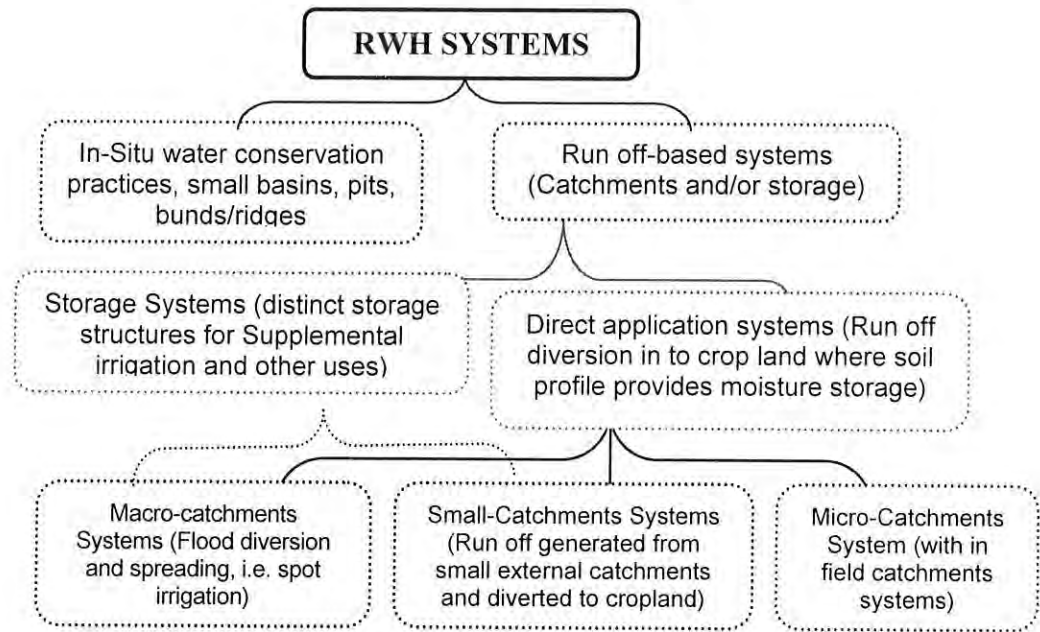 RWH SYSTEMS
In-Situ water conservation
practices, small basins, pits,
bunds/ridges
Run off-based systems
(Catchments and/or storage)
Storage Systems (distinct storage
structures for Supplemental
irrigation and other uses)
Direct application systems (Run off
diversion in to crop land where soil
profile provides moisture storage)
Macro-catchments
Systems (Flood diversion
and spreading, i.e. spot
irrigation)
Small-Catchments Systems
(Run off generated from
small external catchments
and diverted to cropland)
Micro-Catchments
System (with in
field catchments
systems)